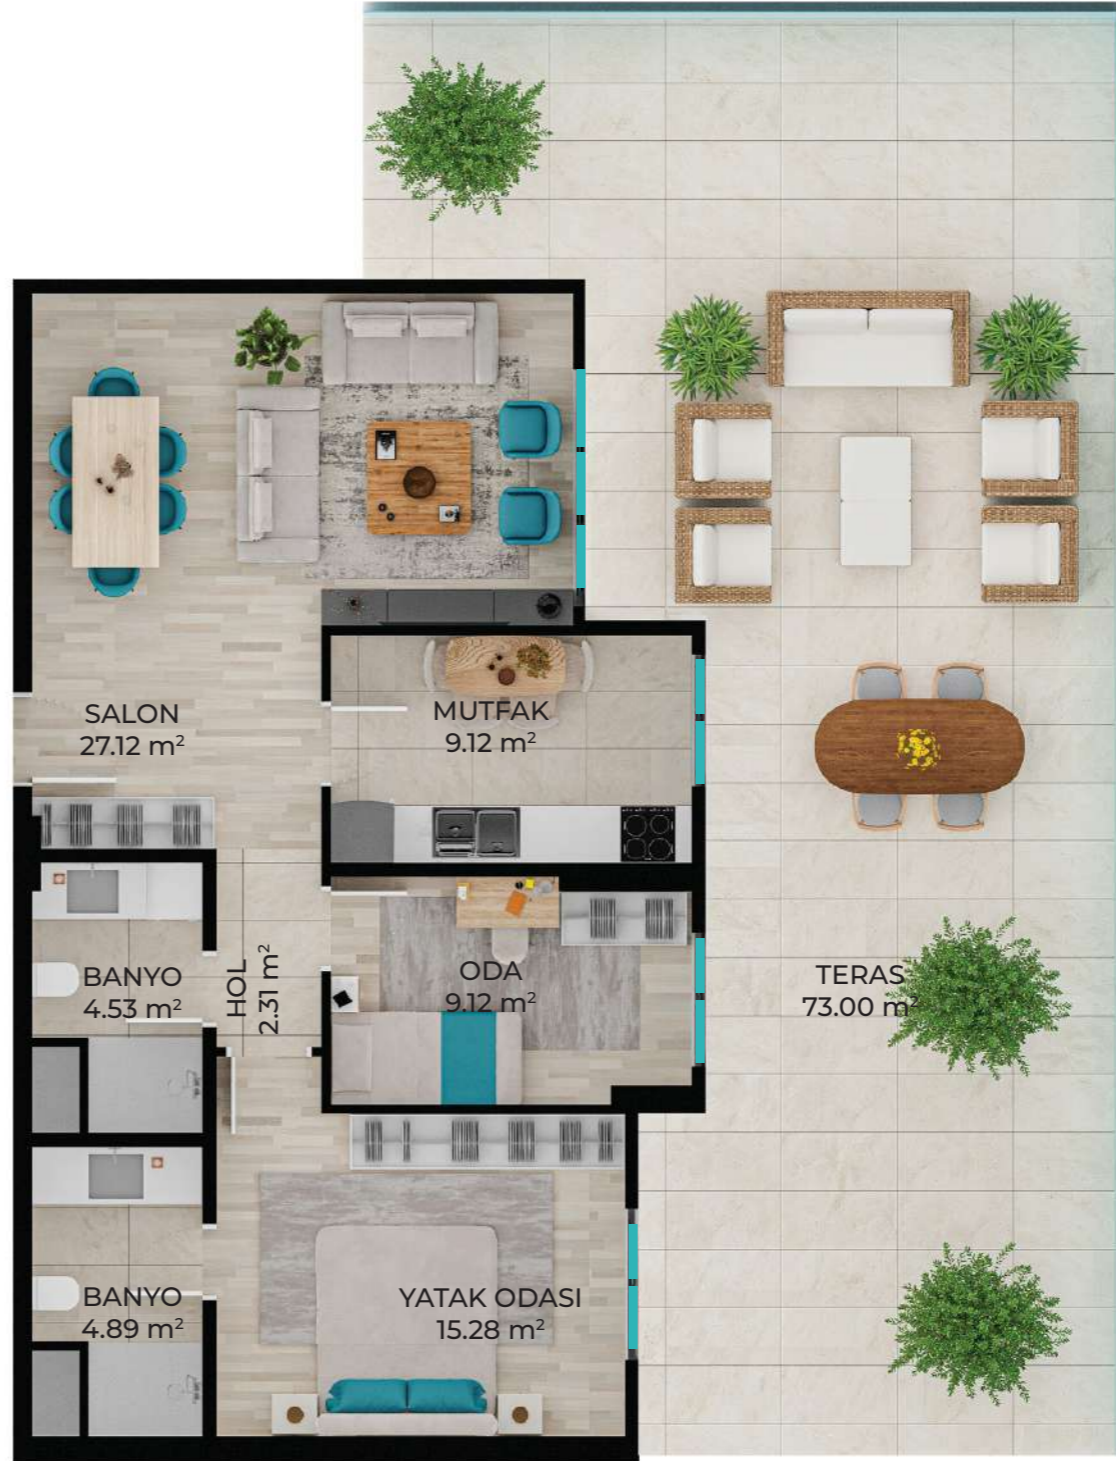 SALON
27.12 m²
MUTFAK
9.12 m²
BANYO
4.53 m²
HOL
2.31 m²
ODA
9.12 m²
TERAS
73.00 m²
BANYO
4.89 m²
YATAK ODASI
15.28 m²